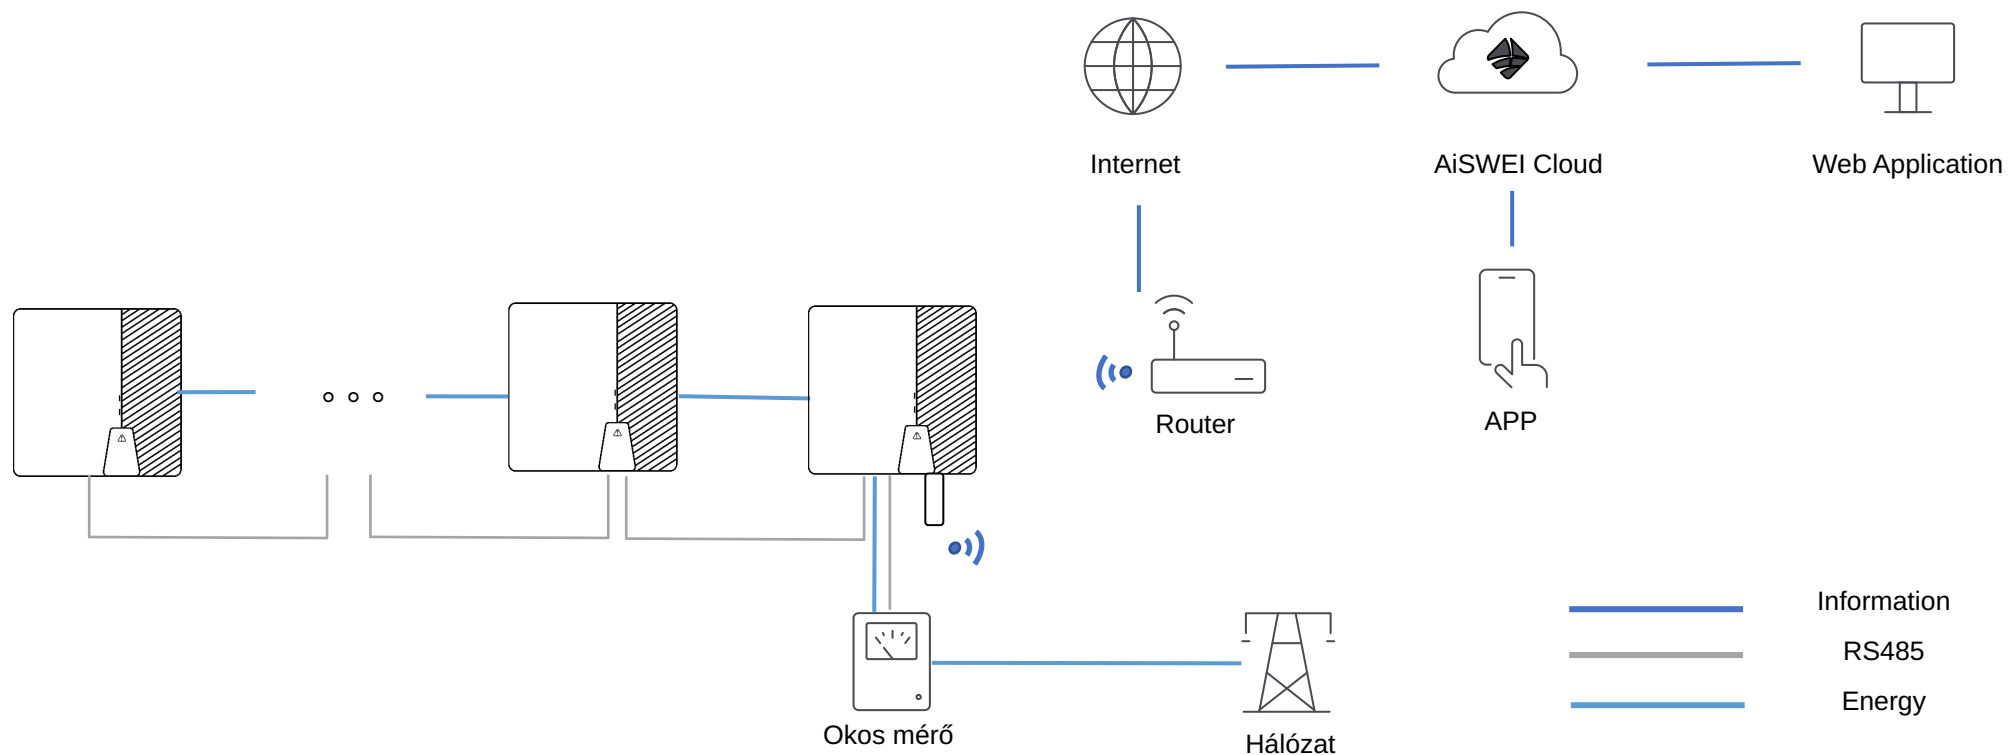 Internet
AiSWEI Cloud
Web Application
Router
APP
Information
RS485
Energy
Okos mérő
Hálózat